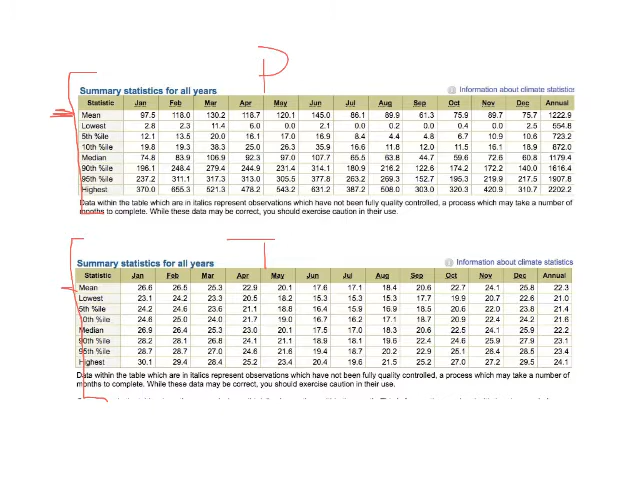 P
Summary statistics for all years
Information about climate statistics
Statistic Jan Feb Mar Apr May Jun Jul Aug Sep Oct Nov Dec Annual
Mean 97.5 118.0 130.2 118.7 120.1 145.0 86.1 89.9 61.3 75.9 89.7 75.7 1222.9
Lowest 2.8 2.3 11.4 6.0 0.0 2.1 0.0 0.2 0.0 0.4 0.0 2.5 554.8
5th %ile 12.1 13.5 20.0 16.1 17.0 16.9 8.4 4.4 4.8 6.7 10.9 10.6 723.2
10th %ile 19.8 19.3 38.3 25.0 26.3 35.9 16.6 11.8 12.0 11.5 16.1 18.9 872.0
Median 74.8 83.9 106.9 92.3 97.0 107.7 65.5 63.8 44.7 59.6 72.6 60.8 1179.4
90th %ile 196.1 248.4 279.4 244.9 231.4 314.1 180.9 216.2 122.6 174.2 172.2 140.0 1616.4
95th %ile 237.2 311.1 317.3 313.0 305.5 377.8 263.2 269.3 152.7 195.3 219.9 217.5 1907.8
Highest 370.0 655.3 521.3 478.2 543.2 631.2 387.2 508.0 303.0 320.3 420.9 310.7 2202.2
Data within the table which are in italics represent observations which have not been fully quality controlled, a process which may take a number of
months to complete. While these data may be correct, you should exercise caution in their use.
T
Summary statistics for all years
Information about climate statistics
Statistic Jan Feb Mar Apr May Jun Jul Aug Sep Oct Nov Dec Annual
Mean 26.6 26.5 25.3 22.9 20.1 17.6 17.1 18.4 20.6 22.7 24.1 25.8 22.3
Lowest 23.1 24.2 23.3 20.5 18.2 15.3 15.3 15.3 17.7 19.9 20.7 22.6 21.0
5th %ile 24.2 24.6 23.6 21.1 18.8 16.4 15.9 16.9 18.5 20.6 22.0 23.8 21.4
10th %ile 24.6 25.0 24.0 21.7 19.0 16.7 16.2 17.1 18.7 20.9 22.4 24.2 21.6
Median 26.9 26.4 25.3 23.0 20.1 17.5 17.0 18.3 20.6 22.5 24.1 25.9 22.2
90th %ile 28.2 28.1 26.8 24.1 21.1 18.9 18.1 19.6 22.4 24.6 25.9 27.9 23.1
95th %ile 28.7 28.7 27.0 24.6 21.6 19.4 18.7 20.2 22.9 25.1 26.4 28.5 23.4
Highest 30.1 29.4 28.4 25.2 23.4 20.4 19.6 21.5 25.2 27.0 27.2 29.5 24.1
Data within the table which are in italics represent observations which have not been fully quality controlled, a process which may take a number of
months to complete. While these data may be correct, you should exercise caution in their use.